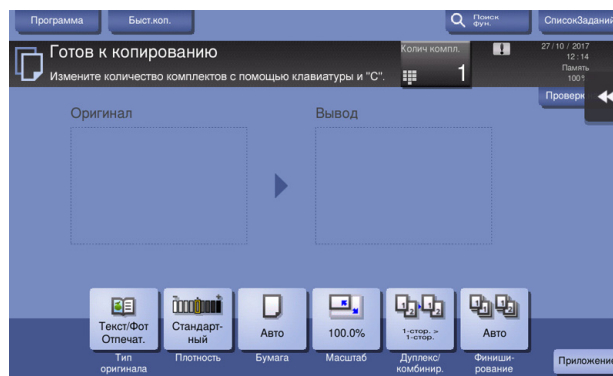 Программа
Быст.коп.
Поиск
фун.
СписокЗаданий
Готов к копированию
Измените количество комплектов с помощью клавиатуры и "С".
Колич компл.
1
27/10/2017
12:14
Память
100%
Проверк
Оригинал
Вывод
Текст/Фот
Отпечат.
Тип
оригинала
Стандарт-
ный
Плотность
Авто
Бумага
100.0%
Масштаб
1-стор. >
1-стор.
Дуплекс/
комбинир.
Авто
Финиши-
рование
Приложение